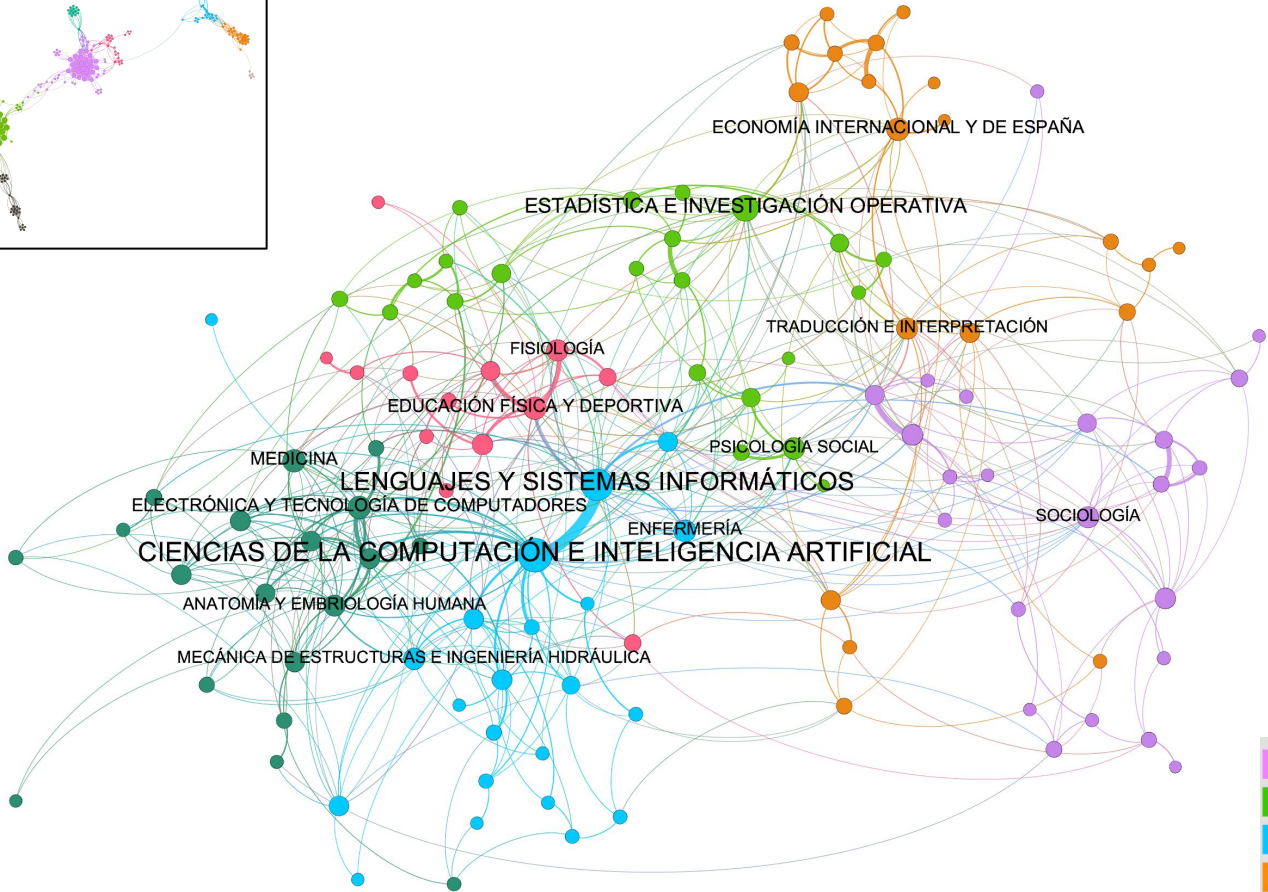 ECONOMÍA INTERNACIONAL Y DE ESPAÑA
ESTADÍSTICA E INVESTIGACIÓN OPERATIVA
TRADUCCIÓN E INTERPRETACIÓN
FISIOLOGÍA
EDUCACIÓN FÍSICA Y DEPORTIVA
PSICOLOGÍA SOCIAL
MEDICINA
LENGUAJES Y SISTEMAS INFORMÁTICOS
ELECTRÓNICA Y TECNOLOGÍA DE COMPUTADORES
SOCIOLOGÍA
ENFERMERÍA
CIENCIAS DE LA COMPUTACIÓN E INTELIGENCIA ARTIFICIAL
ANATOMÍA Y EMBRIOLOGÍA HUMANA
MECÁNICA DE ESTRUCTURAS E INGENIERÍA HIDRÁULICA